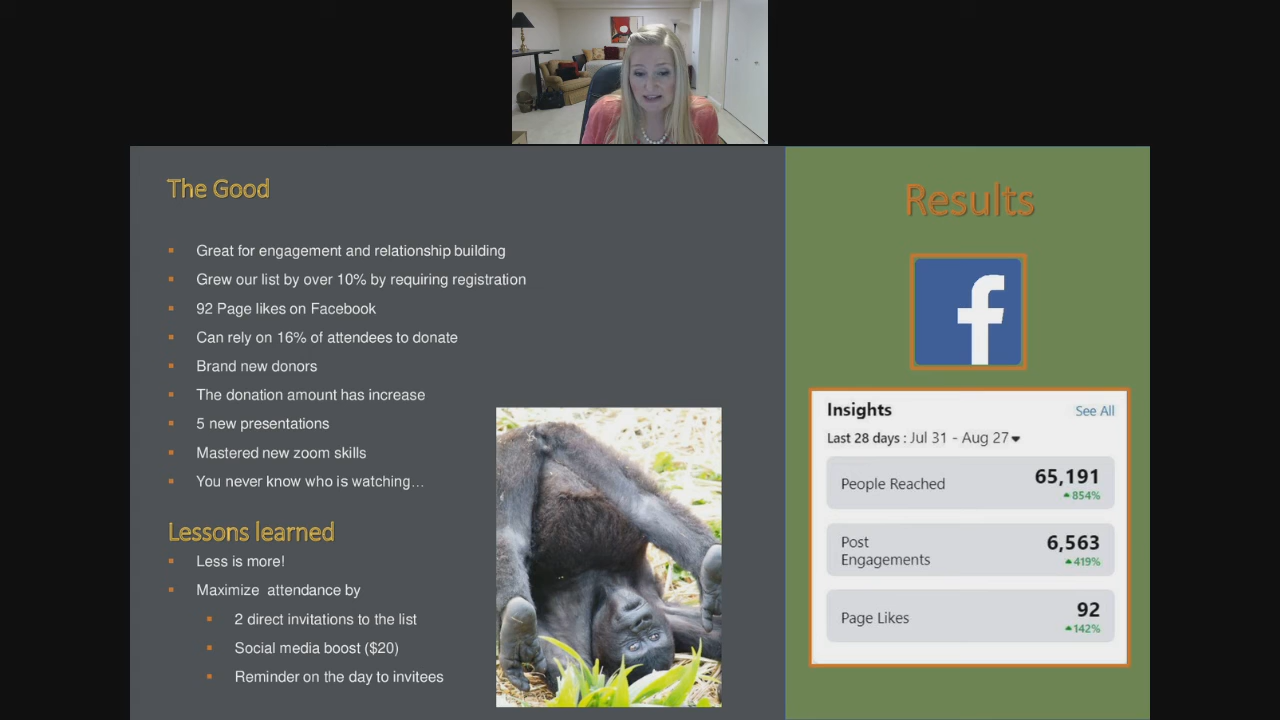 The Good
Great for engagement and relationship building
Grew our list by over 10% by requiring registration
92 Page likes on Facebook
Can rely on 16% of attendees to donate
Brand new donors
The donation amount has increase
5 new presentations
Mastered new zoom skills
You never know who is watching…
Lessons learned
Less is more!
Maximize attendance by
2 direct invitations to the list
Social media boost ($20)
Reminder on the day to invitees
Results
f
Insights See All
Last 28 days : Jul 31 - Aug 27
People Reached 65,191
854%
Post Engagements 6,563
419%
Page Likes 92
142%